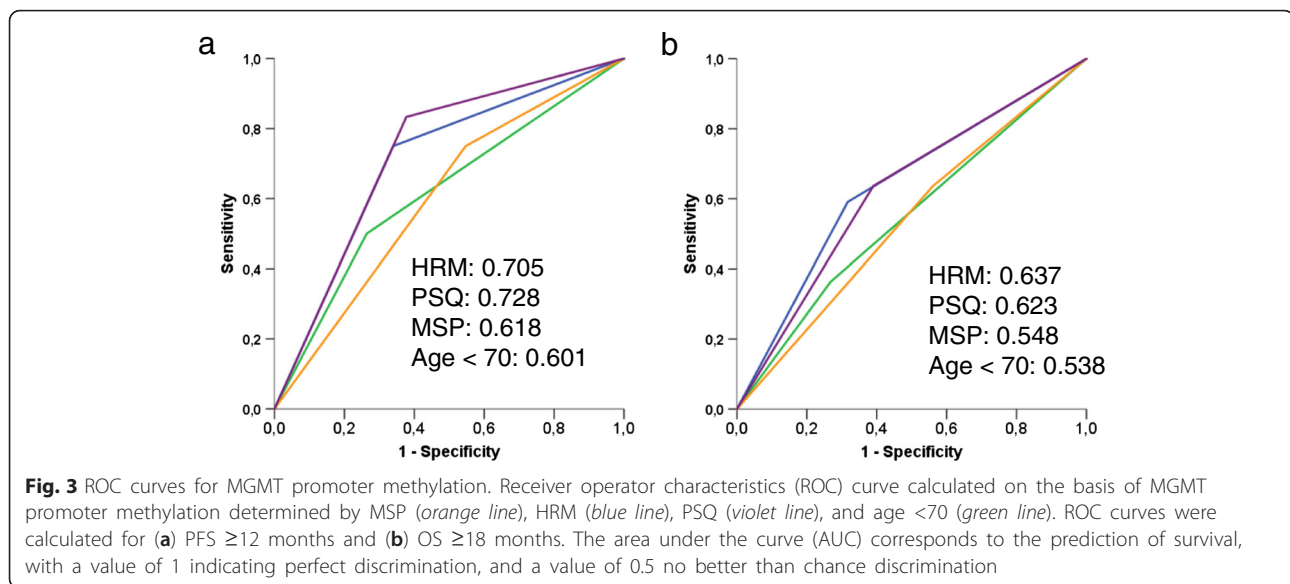 a
b
1,0
0,8
0,6
0,4
0,2
0,0
Sensitivity
0,0 0,2 0,4 0,6 0,8 1,0
1 - Specificity
HRM: 0.705
PSQ: 0.728
MSP: 0.618
Age < 70: 0.601
1,0
0,8
0,6
0,4
0,2
0,0
Sensitivity
0,0 0,2 0,4 0,6 0,8 1,0
1 - Specificity
HRM: 0.637
PSQ: 0.623
MSP: 0.548
Age < 70: 0.538
Fig. 3 ROC curves for MGMT promoter methylation. Receiver operator characteristics (ROC) curve calculated on the basis of MGMT
promoter methylation determined by MSP (orange line), HRM (blue line), PSQ (violet line), and age <70 (green line). ROC curves were
calculated for (a) PFS ≥12 months and (b) OS ≥18 months. The area under the curve (AUC) corresponds to the prediction of survival,
with a value of 1 indicating perfect discrimination, and a value of 0.5 no better than chance discrimination